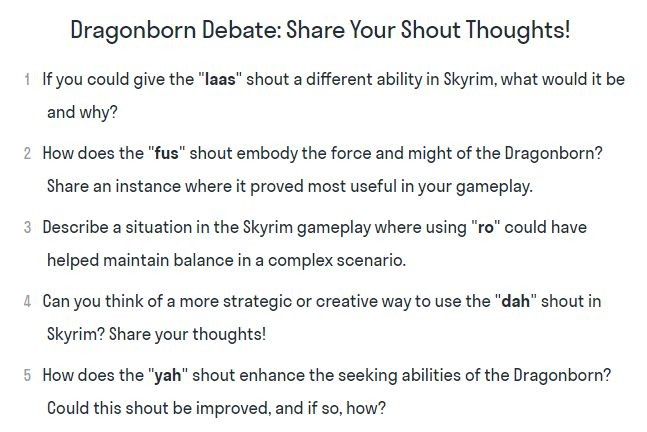 Dragonborn Debate: Share Your Shout Thoughts!
1 If you could give the "laas" shout a different ability in Skyrim, what would it be
and why?
2 How does the "fus" shout embody the force and might of the Dragonborn?
Share an instance where it proved most useful in your gameplay.
3 Describe a situation in the Skyrim gameplay where using "ro" could have
helped maintain balance in a complex scenario.
4 Can you think of a more strategic or creative way to use the "dah" shout in
Skyrim? Share your thoughts!
5 How does the "yah" shout enhance the seeking abilities of the Dragonborn?
Could this shout be improved, and if so, how?